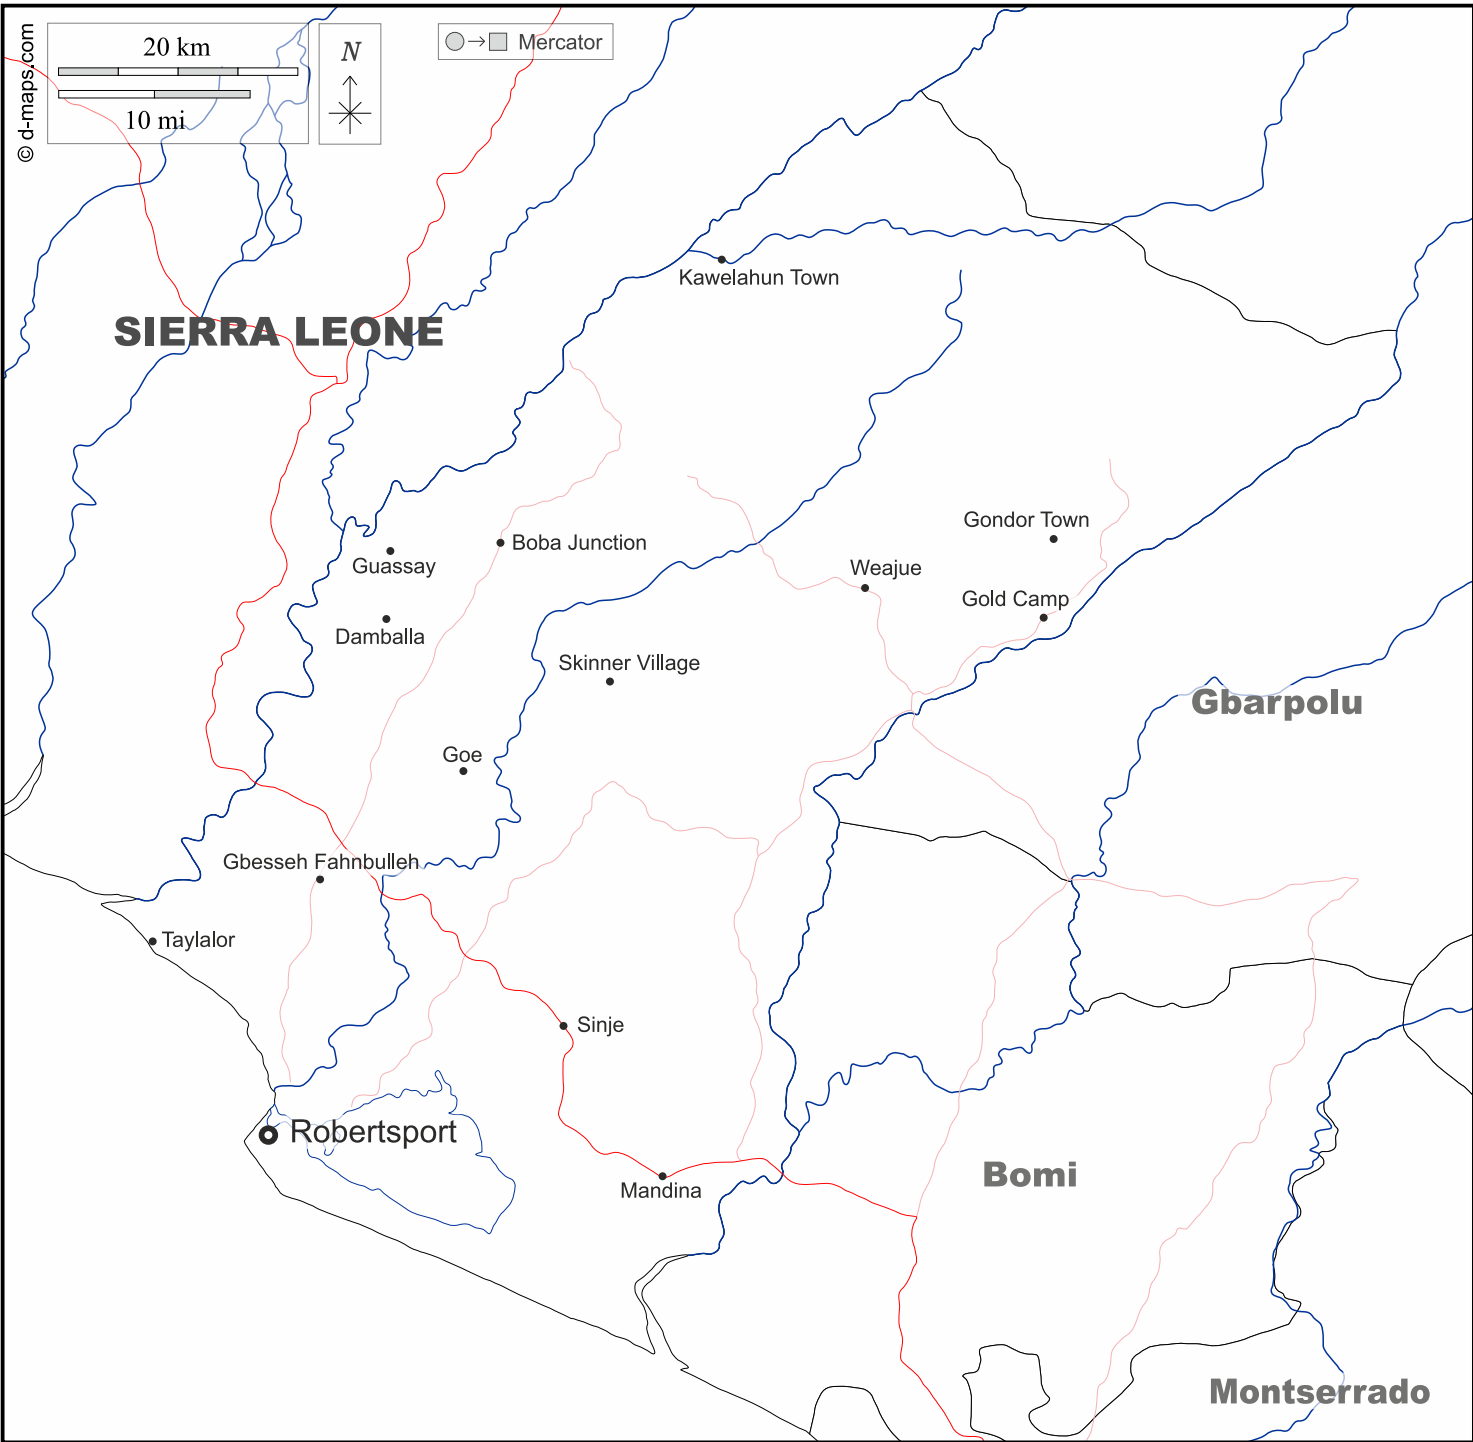 © d-maps.com
20 km
10 mi
N
Mercator
Kawelahun Town
SIERRA LEONE
Gondor Town
Boba Junction
Guassay
Weajue
Gold Camp
Damballa
Skinner Village
Gbarpolu
Goe
Gbesseh Fahnbulleh
Taylalor
Sinje
Robertsport
Bomi
Mandina
Montserrado